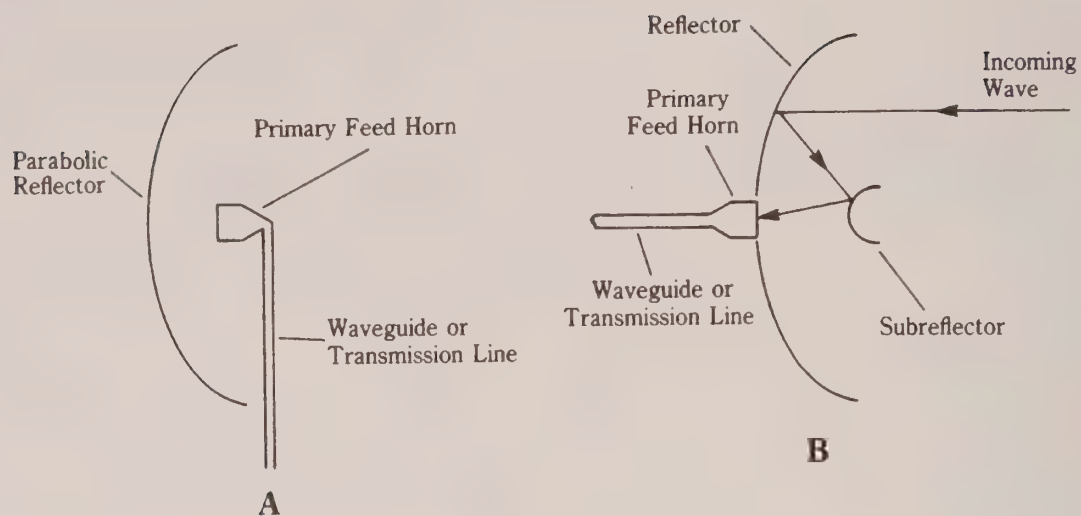 Parabolic
Reflector
Primary Feed Horn
Waveguide or
Transmission Line
A
Reflector
Primary
Feed Horn
Incoming
Wave
Waveguide or
Transmission Line
Subreflector
B